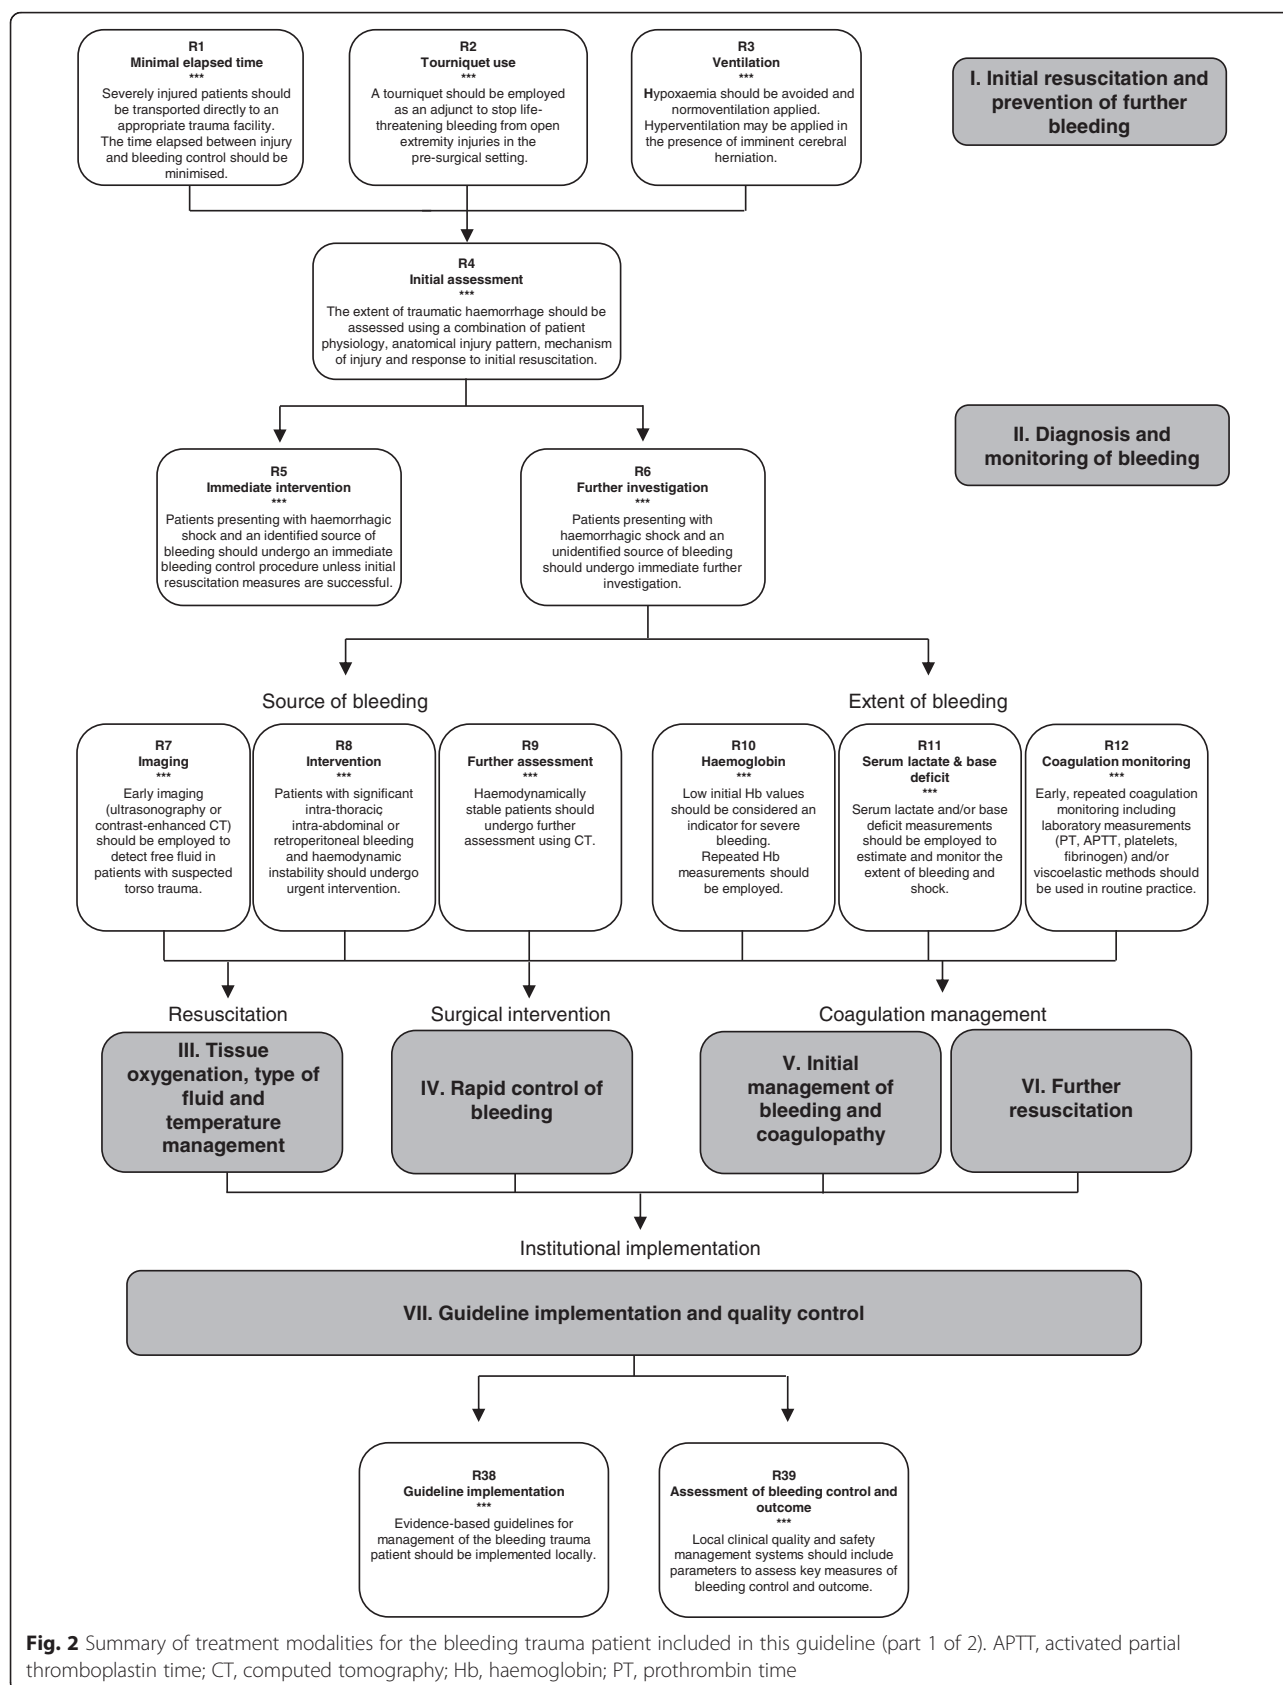 R1
Minimal elapsed time
***
Severely injured patients should
be transported directly to an
appropriate trauma facility.
The time elapsed between injury
and bleeding control should be
minimised.
R2
Tourniquet use
***
A tourniquet should be employed
as an adjunct to stop life-
threatening bleeding from open
extremity injuries in the
pre-surgical setting.
R3
Ventilation
***
Hypoxaemia should be avoided and
normoventilation applied.
Hyperventilation may be applied in
the presence of imminent cerebral
herniation.
I. Initial resuscitation and
prevention of further
bleeding
R4
Initial assessment
***
The extent of traumatic haemorrhage should be
assessed using a combination of patient
physiology, anatomical injury pattern, mechanism
of injury and response to initial resuscitation.
II. Diagnosis and
monitoring of bleeding
R5
Immediate intervention
***
Patients presenting with haemorrhagic
shock and an identified source of
bleeding should undergo an immediate
bleeding control procedure unless initial
resuscitation measures are successful.
R6
Further investigation
***
Patients presenting with
haemorrhagic shock and an
unidentified source of bleeding
should undergo immediate further
investigation.
Source of bleeding
Extent of bleeding
R7
Imaging
***
Early imaging
(ultrasonography or
contrast-enhanced CT)
should be employed to
detect free fluid in
patients with suspected
torso trauma.
R8
Intervention
***
Patients with significant
intra-thoracic,
intra-abdominal or
retroperitoneal bleeding
and haemodynamic
instability should undergo
urgent intervention.
R9
Further assessment
***
Haemodynamically
stable patients should
undergo further
assessment using CT.
R10
Haemoglobin
***
Low initial Hb values
should be considered an
indicator for severe
bleeding.
Repeated Hb
measurements should
be employed.
R11
Serum lactate & base
deficit
***
Serum lactate and/or base
deficit measurements
should be employed to
estimate and monitor the
extent of bleeding and
shock.
R12
Coagulation monitoring
***
Early, repeated coagulation
monitoring including
laboratory measurements
(PT, APTT, platelets,
fibrinogen) and/or
viscoelastic methods should
be used in routine practice.
Resuscitation
Surgical intervention
Coagulation management
III. Tissue
oxygenation, type of
fluid and
temperature
management
IV. Rapid control of
bleeding
V. Initial
management of
bleeding and
coagulopathy
VI. Further
resuscitation
Institutional implementation
VII. Guideline implementation and quality control
R38
Guideline implementation
***
Evidence-based guidelines for
management of the bleeding trauma
patient should be implemented locally.
R39
Assessment of bleeding control and
outcome
***
Local clinical quality and safety
management systems should include
parameters to assess key measures of
bleeding control and outcome.
Fig. 2 Summary of treatment modalities for the bleeding trauma patient included in this guideline (part 1 of 2). APTT, activated partial
thromboplastin time; CT, computed tomography; Hb, haemoglobin; PT, prothrombin time